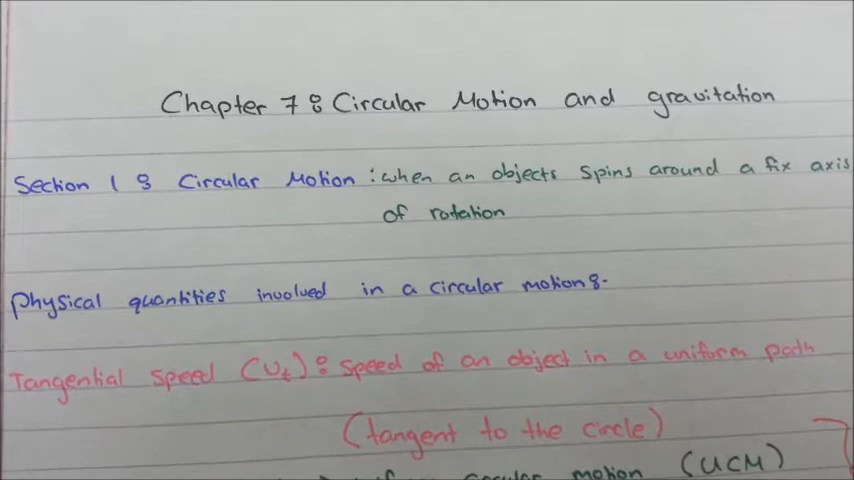 Chapter 7: Circular Motion and gravitation
Section 1: Circular Motion: when an objects spins around a fix axis
of rotation
Physical quantities involved in a circular motion:-
Tangential speed (Vt): speed of an object in a uniform path
(tangent to the circle)
circular motion (UCM)